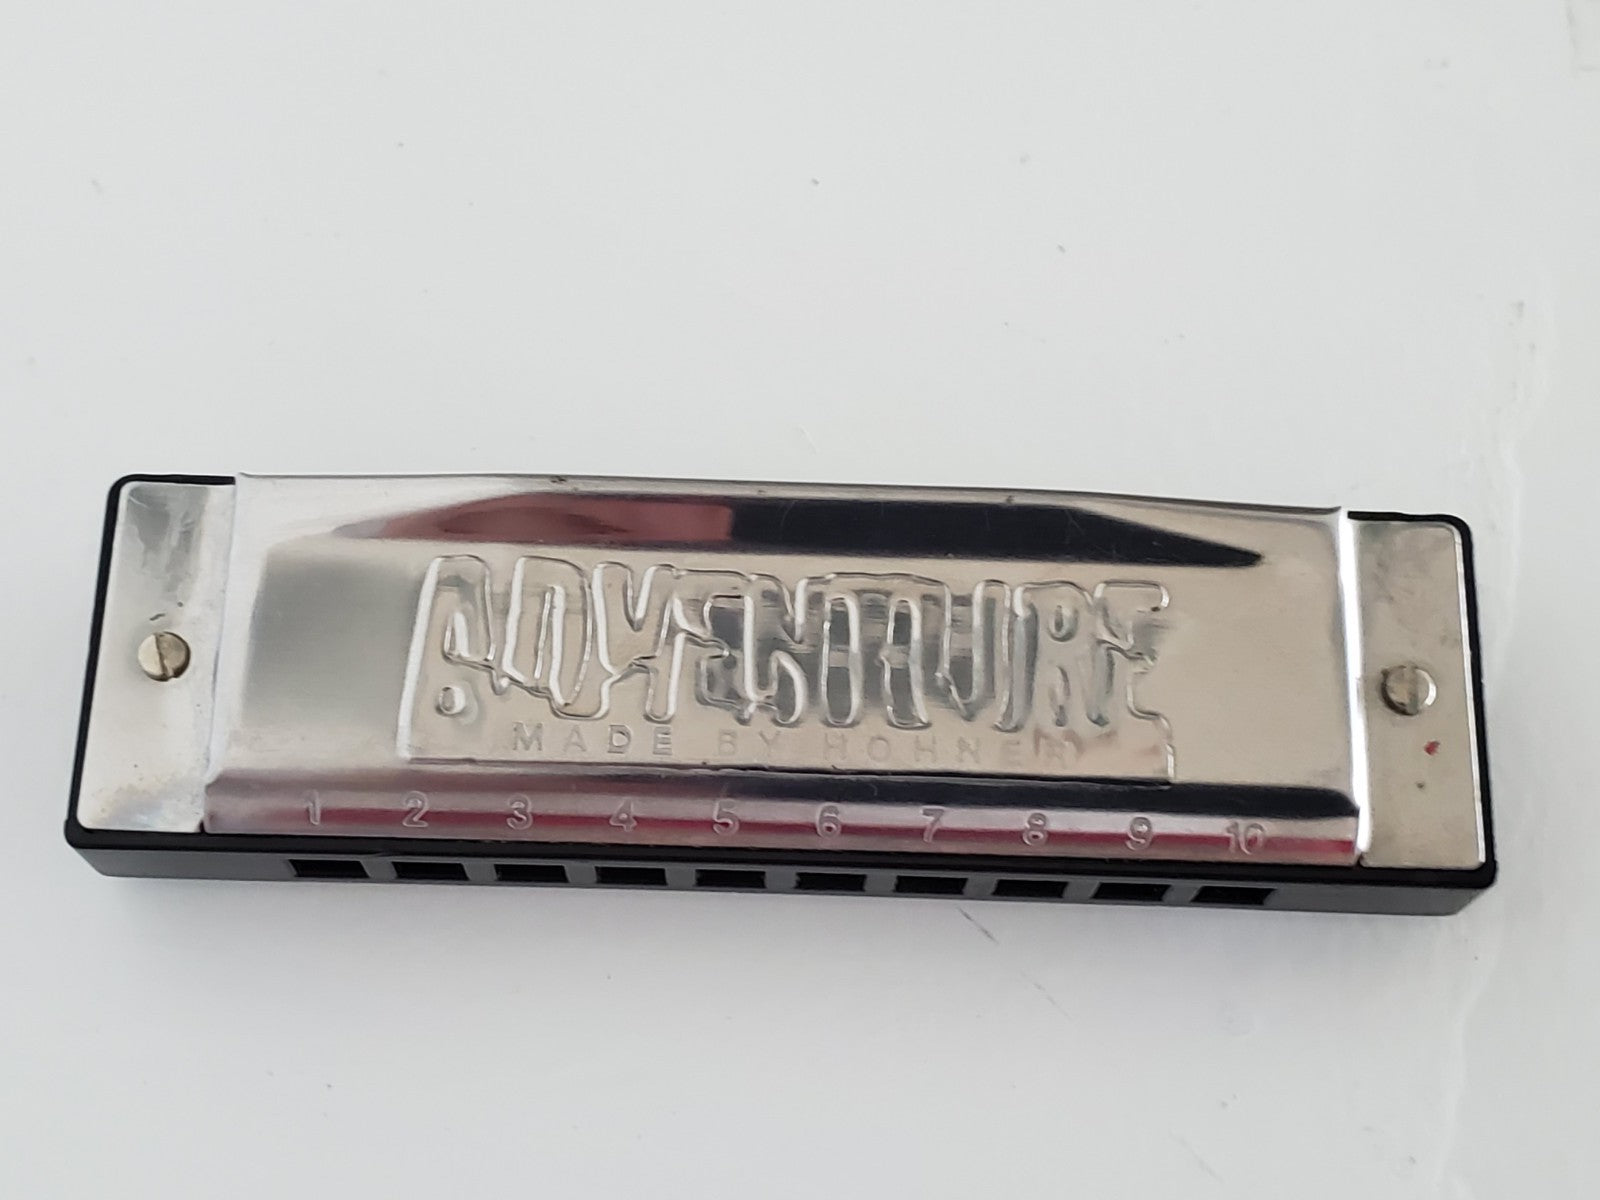 ADVENTURE
MADE BY HOHNER
1 2 3 4 5 6 7 8 9 10